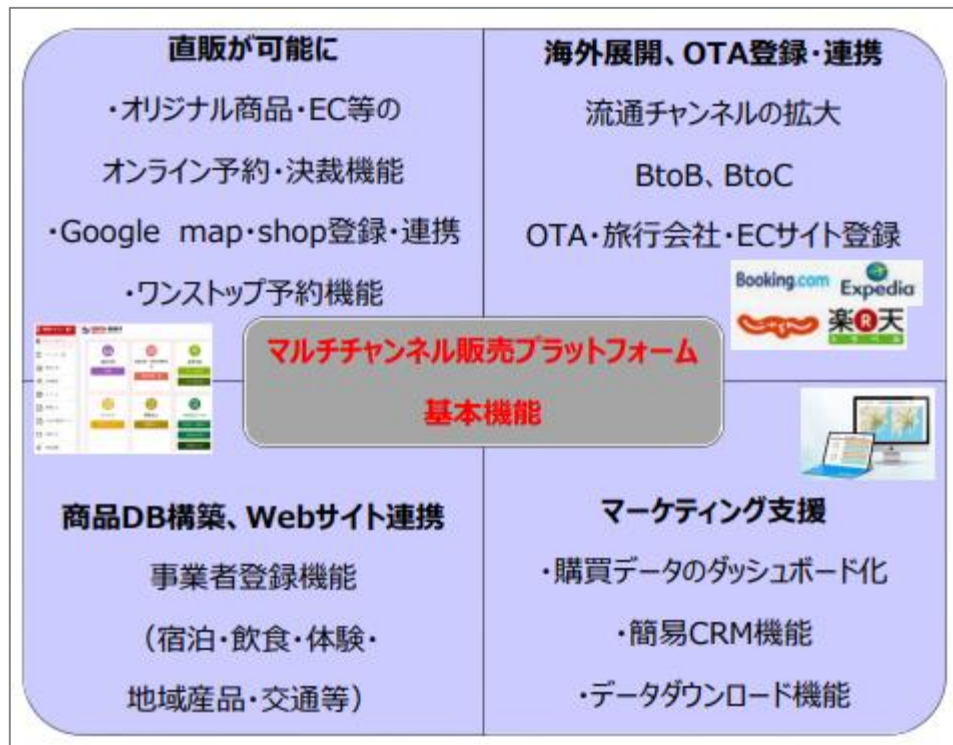 直販が可能に
・オリジナル商品・EC等の
オンライン予約・決裁機能
・Google map・shop登録・連携
・ワンストップ予約機能
海外展開、OTA登録・連携
流通チャンネルの拡大
BtoB、BtoC
OTA・旅行会社・ECサイト登録
Booking.com
Expedia
楽R天
トラベル
マルチチャンネル販売プラットフォーム
基本機能
商品DB構築、Webサイト連携
事業者登録機能
（宿泊・飲食・体験・
地域産品・交通等）
マーケティング支援
・購買データのダッシュボード化
・簡易CRM機能
・データダウンロード機能